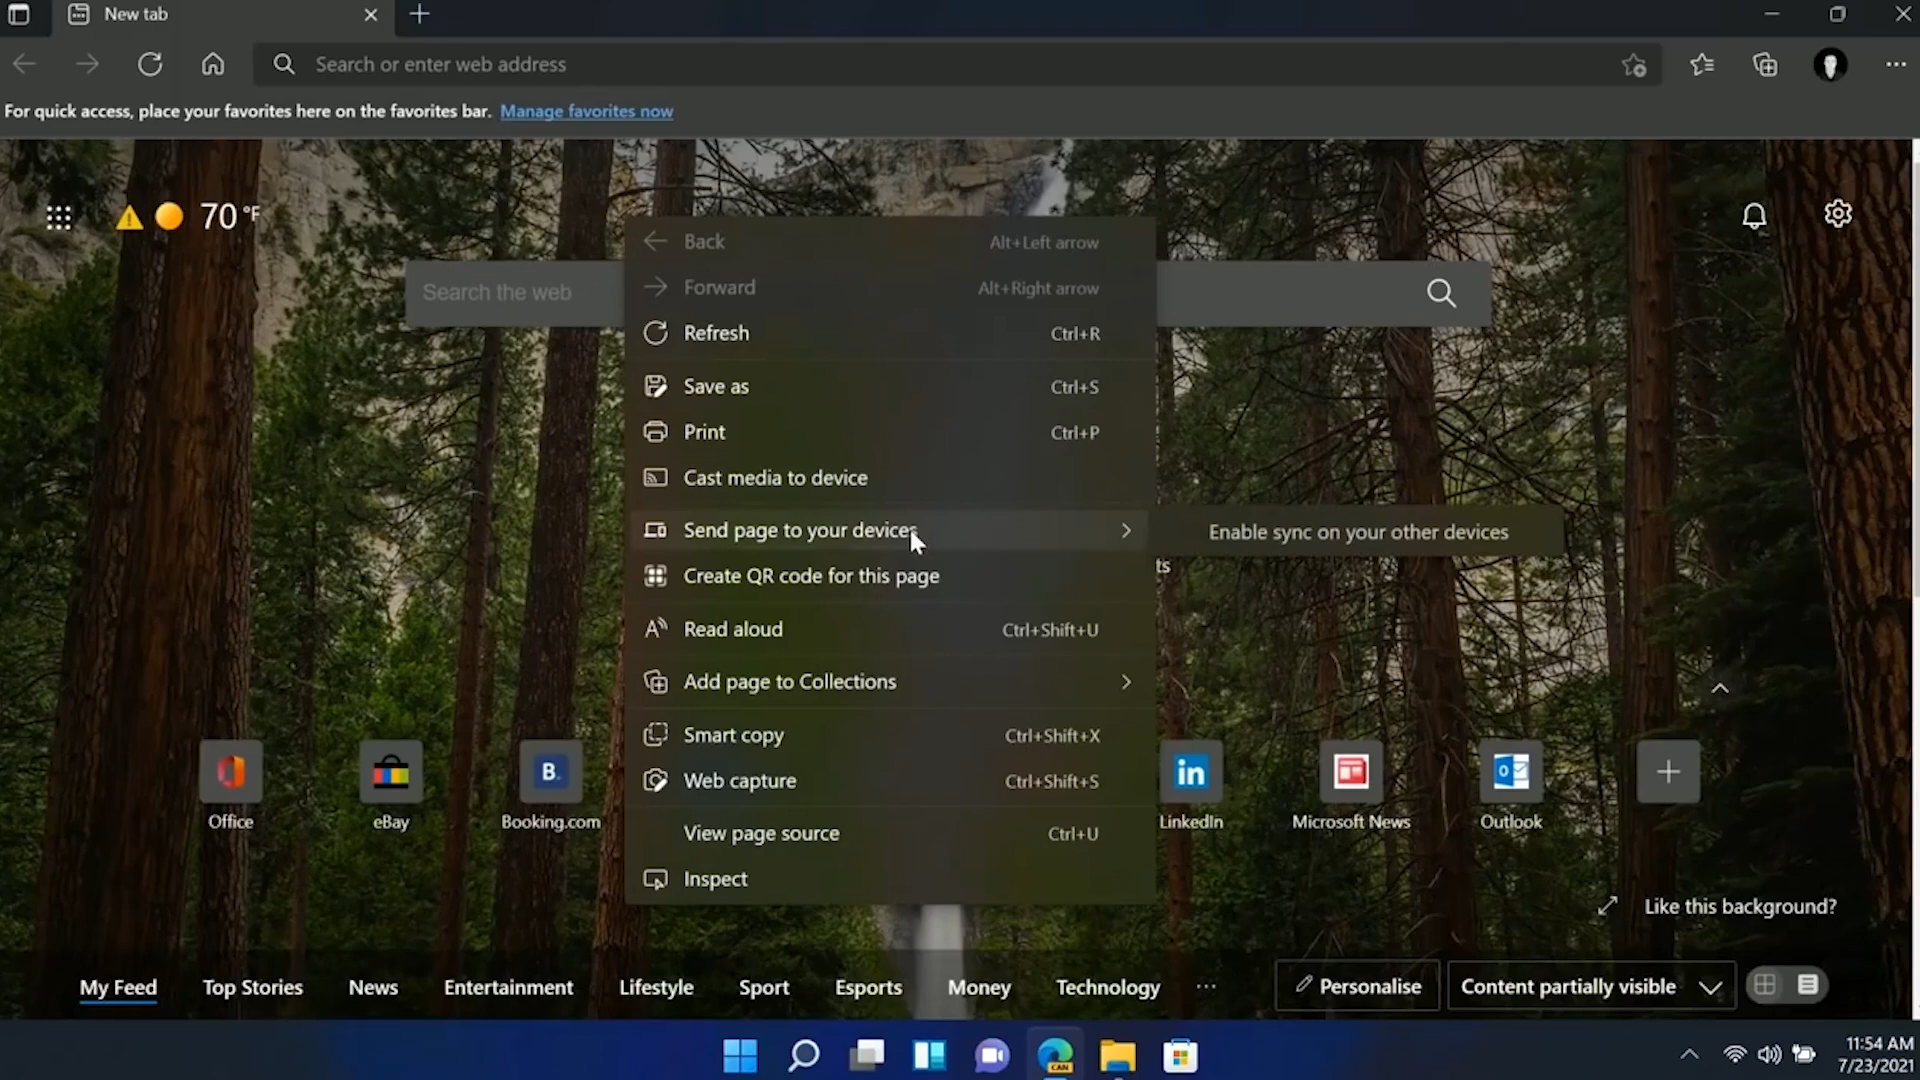 New tab
Search or enter web address
For quick access, place your favorites here on the favorites bar. Manage favorites now
70 °F
Search the web
Back Alt+Left arrow
Forward Alt+Right arrow
Refresh Ctrl+R
Save as Ctrl+S
Print Ctrl+P
Cast media to device
Send page to your devices
Enable sync on your other devices
ts
Create QR code for this page
Read aloud Ctrl+Shift+U
Add page to Collections
Smart copy Ctrl+Shift+X
Web capture Ctrl+Shift+S
View page source Ctrl+U
Inspect
B.
in
Office
eBay
Booking.com
LinkedIn
Microsoft News
Outlook
Like this background?
My Feed Top Stories News Entertainment Lifestyle Sport Esports Money Technology ...
Personalise
Content partially visible
CAN
11:54 AM
7/23/2021